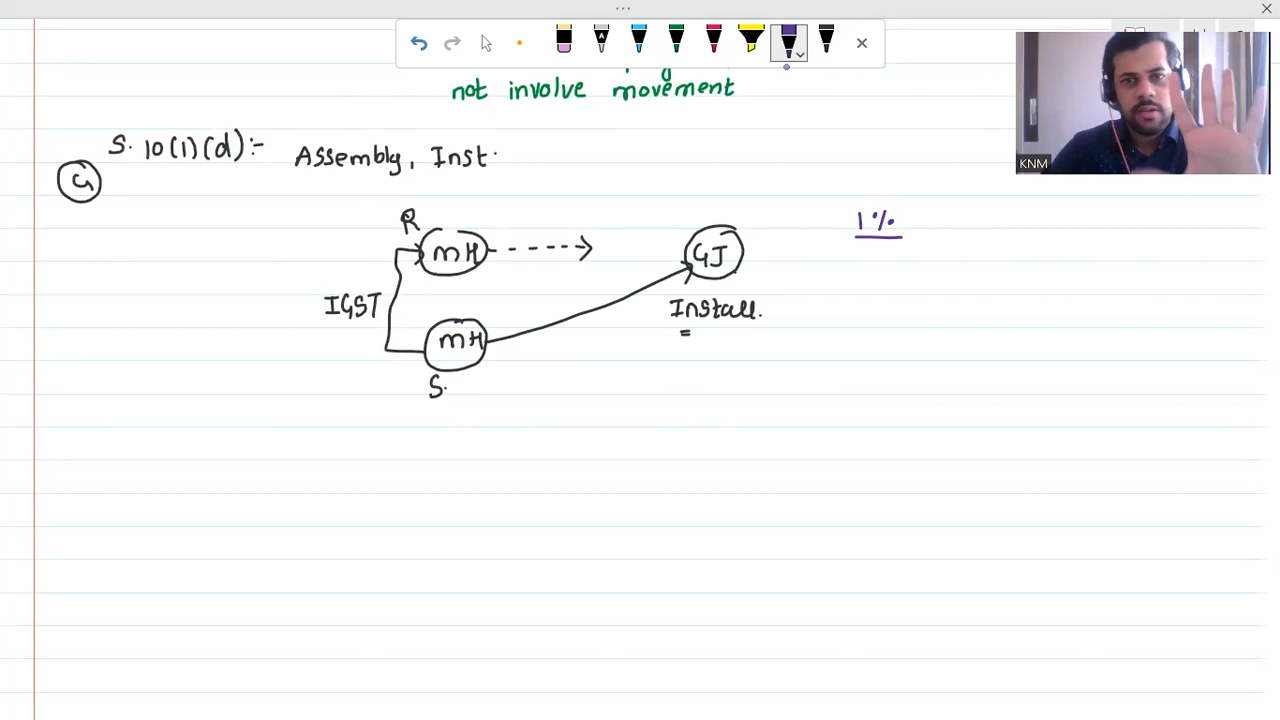 not involve movement
S. 10(1)(d):- Assembly, Inst.
G
R
MH
GJ
1%
IGST
Install.
MH
S.
KNM